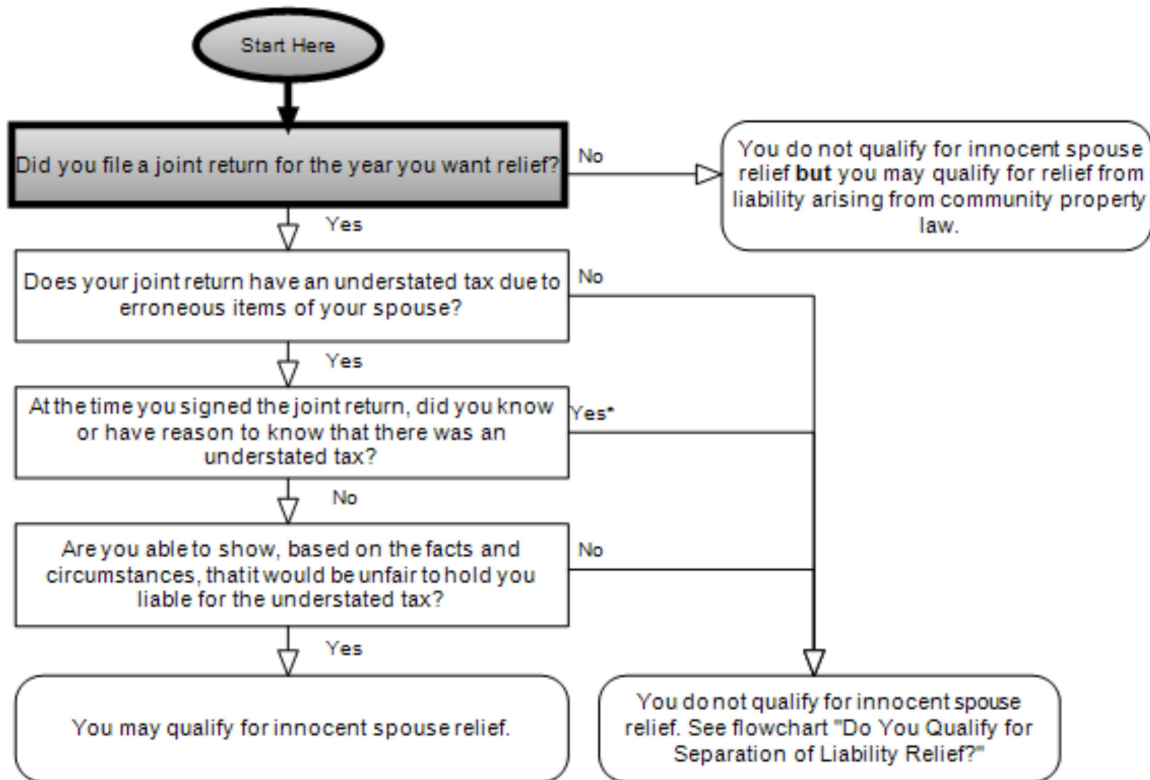 Start Here
Did you file a joint return for the year you want relief?
No
You do not qualify for innocent spouse
relief but you may qualify for relief from
liability arising from community property
law.
Yes
Does your joint return have an understated tax due to
erroneous items of your spouse?
No
Yes
At the time you signed the joint return, did you know
or have reason to know that there was an
understated tax?
Yes*
No
Are you able to show, based on the facts and
circumstances, that it would be unfair to hold you
liable for the understated tax?
No
Yes
You may qualify for innocent spouse relief.
You do not qualify for innocent spouse
relief. See flowchart "Do You Qualify for
Separation of Liability Relief?"